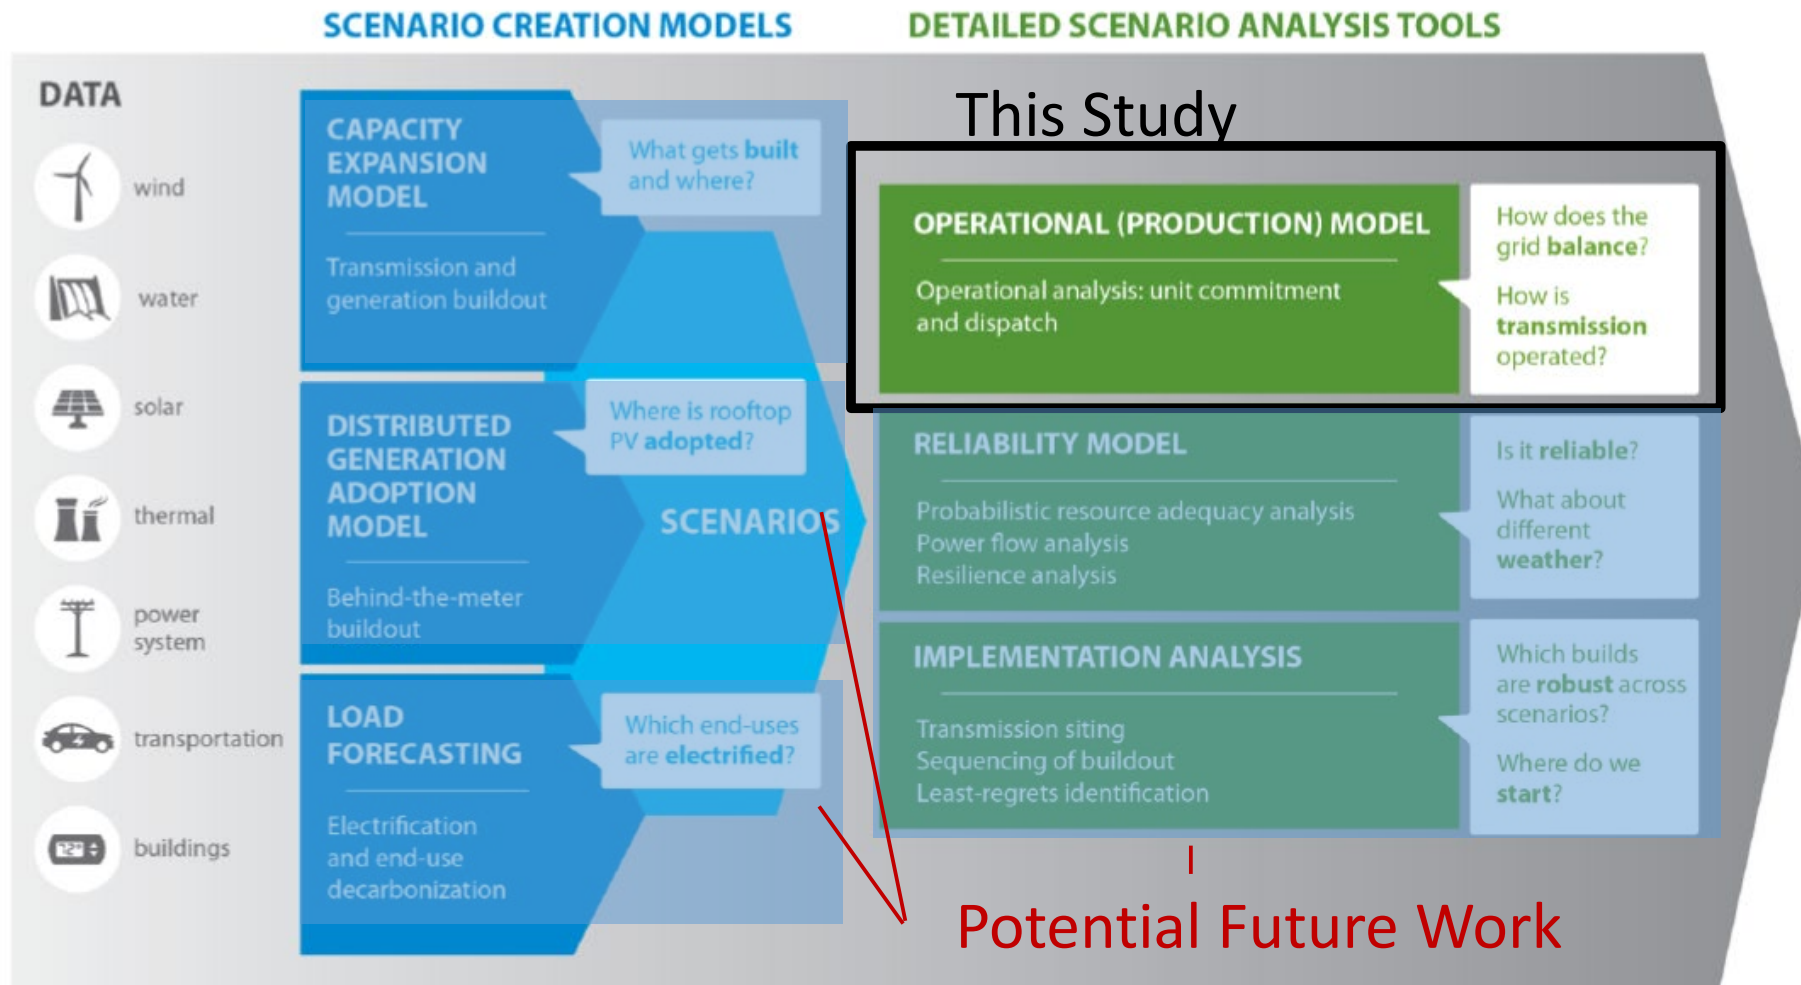 SCENARIO CREATION MODELS
DETAILED SCENARIO ANALYSIS TOOLS
DATA
wind
water
solar
thermal
power
system
transportation
buildings
CAPACITY
EXPANSION
MODEL
Transmission and
generation buildout
What gets built
and where?
DISTRIBUTED
GENERATION
ADOPTION
MODEL
Behind-the-meter
buildout
Where is rooftop
PV adopted?
LOAD
FORECASTING
Electrification
and end-use
decarbonization
Which end-uses
are electrified?
SCENARIOS
This Study
OPERATIONAL (PRODUCTION) MODEL
Operational analysis: unit commitment
and dispatch
How does the
grid balance?
How is
transmission
operated?
RELIABILITY MODEL
Probabilistic resource adequacy analysis
Power flow analysis
Resilience analysis
Is it reliable?
What about
different
weather?
IMPLEMENTATION ANALYSIS
Transmission siting
Sequencing of buildout
Least-regrets identification
Which builds
are robust across
scenarios?
Where do we
start?
Potential Future Work